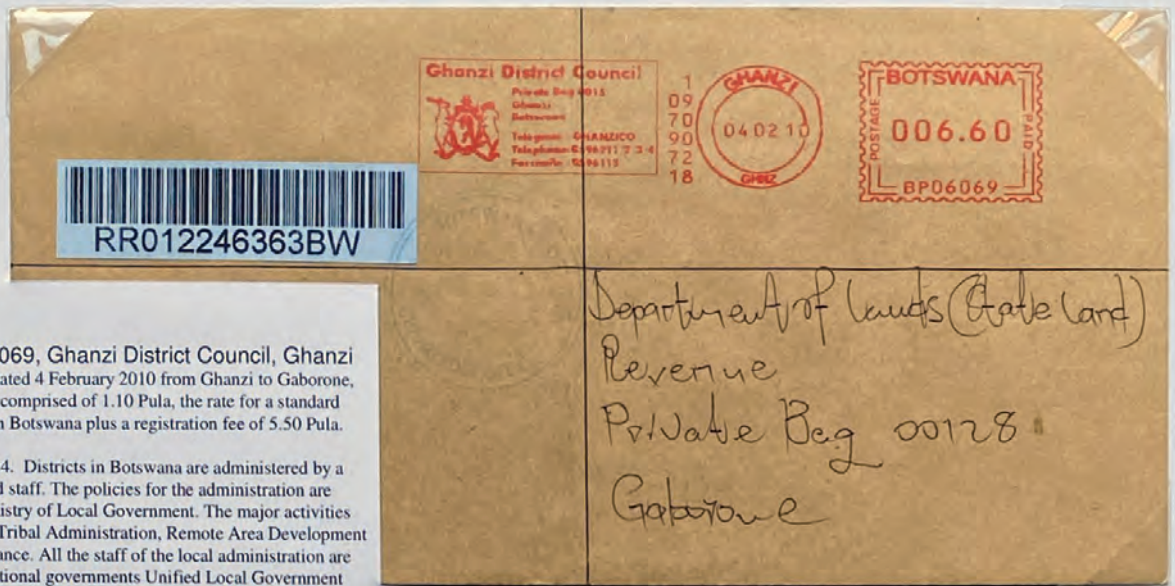 Ghanzi District Council
Private Bag 0015
Ghanzi
Botswana
Telegrams: GHANZICO
Telephone:
Facsimile:
1
09
70
90
72
18
GHANZI
04 02 10
GHNZ
BOTSWANA
POSTAGE
006.60
PAID
BP06069
RR012246363BW
Department of Lands (State Land)
Revenue
Private Bag 00128
Gaborone
069, Ghanzi District Council, Ghanzi
ated 4 February 2010 from Ghanzi to Gaborone,
comprised of 1.10 Pula, the rate for a standard
Botswana plus a registration fee of 5.50 Pula.
4. Districts in Botswana are administered by a
staff. The policies for the administration are
istry of Local Government. The major activities
Tribal Administration, Remote Area Development
ance. All the staff of the local administration are
tional governments Unified Local Government